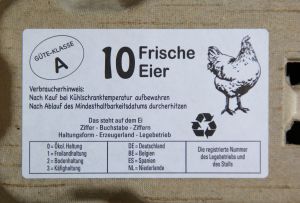 GÜTE-KLASSE
A
10 Frische
Eier
Verbraucherhinweis:
Nach Kauf bei Kühlschranktemperatur aufbewahren
Nach Ablauf des Mindesthaltbarkeitsdatums durcherhitzen
Das steht auf dem Ei
Ziffer - Buchstabe - Ziffern
Haltungsform - Erzeugerland - Legebetrieb
0 = Ökol. Haltung
1 = Freilandhaltung
2 = Bodenhaltung
3 = Käfighaltung
DE = Deutschland
BE = Belgien
ES = Spanien
NL = Niederlande
Die registrierte Nummer
des Legebetriebs und
des Stalls